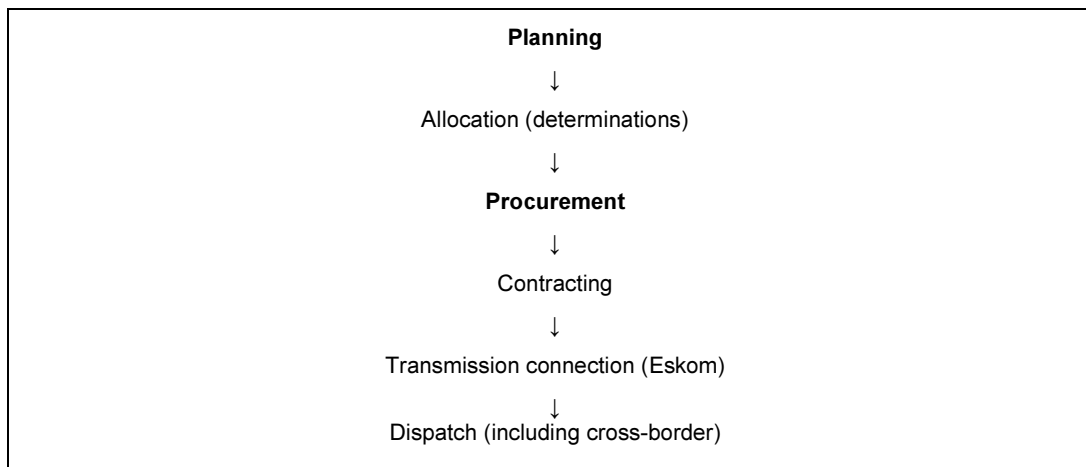 Planning
↓
Allocation (determinations)
↓
Procurement
↓
Contracting
↓
Transmission connection (Eskom)
↓
Dispatch (including cross-border)